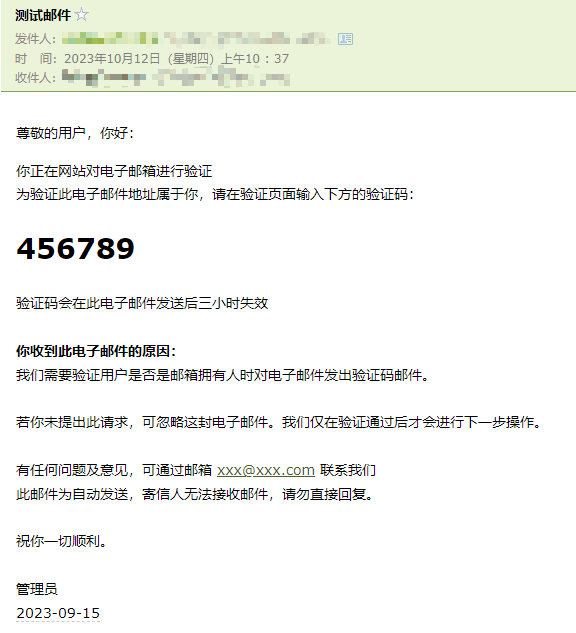 测试邮件
发件人：
时　间：2023年10月12日（星期四）上午10：37
收件人：
尊敬的用户，你好：
你正在网站对电子邮箱进行验证
为验证此电子邮件地址属于你，请在验证页面输入下方的验证码：
456789
验证码会在此电子邮件发送后三小时失效
你收到此电子邮件的原因：
我们需要验证用户是否是邮箱拥有人时对电子邮件发出验证码邮件。
若你未提出此请求，可忽略这封电子邮件。我们仅在验证通过后才会进行下一步操作。
有任何问题及意见，可通过邮箱 xxx@xxx.com 联系我们
此邮件为自动发送，寄信人无法接收邮件，请勿直接回复。
祝你一切顺利。
管理员
2023-09-15